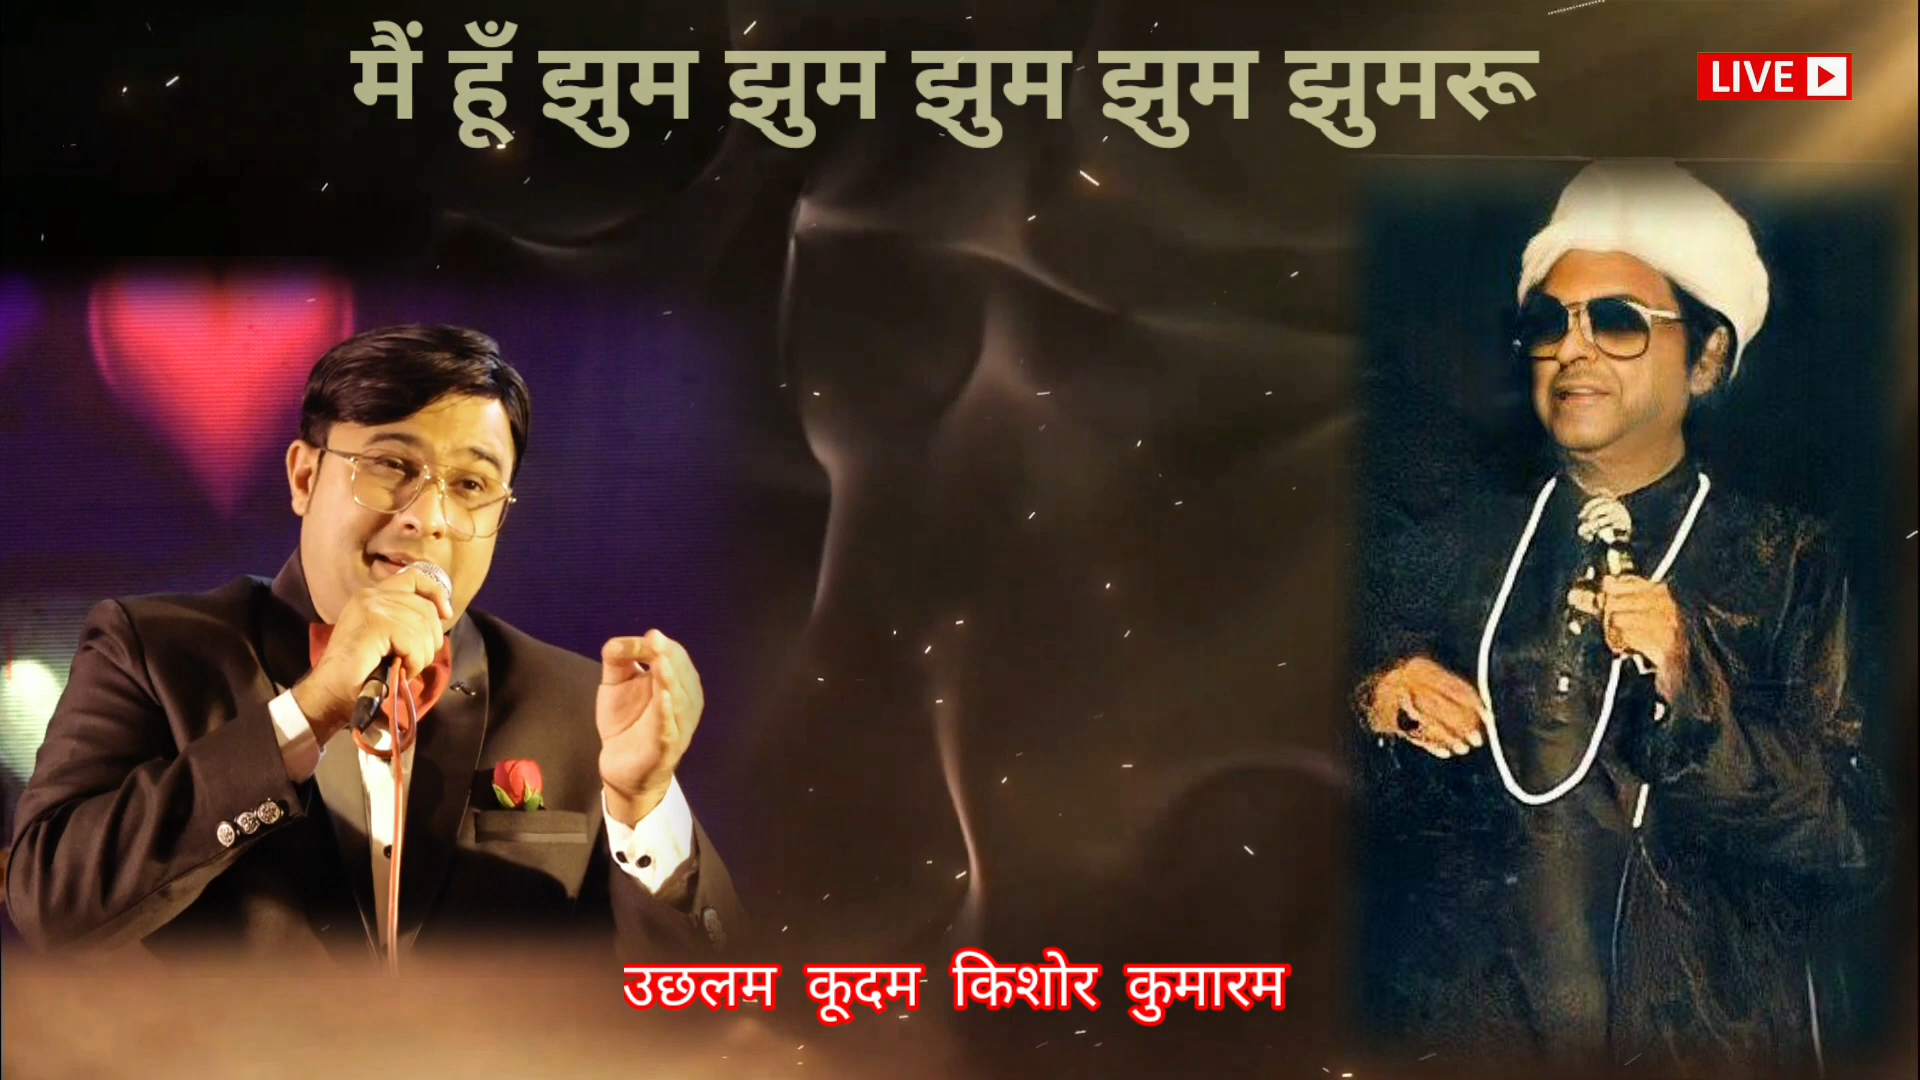 मैं हूँ झुम झुम झुम झुम झुमरू
LIVE
उछलम कूदम किशोर कुमारम